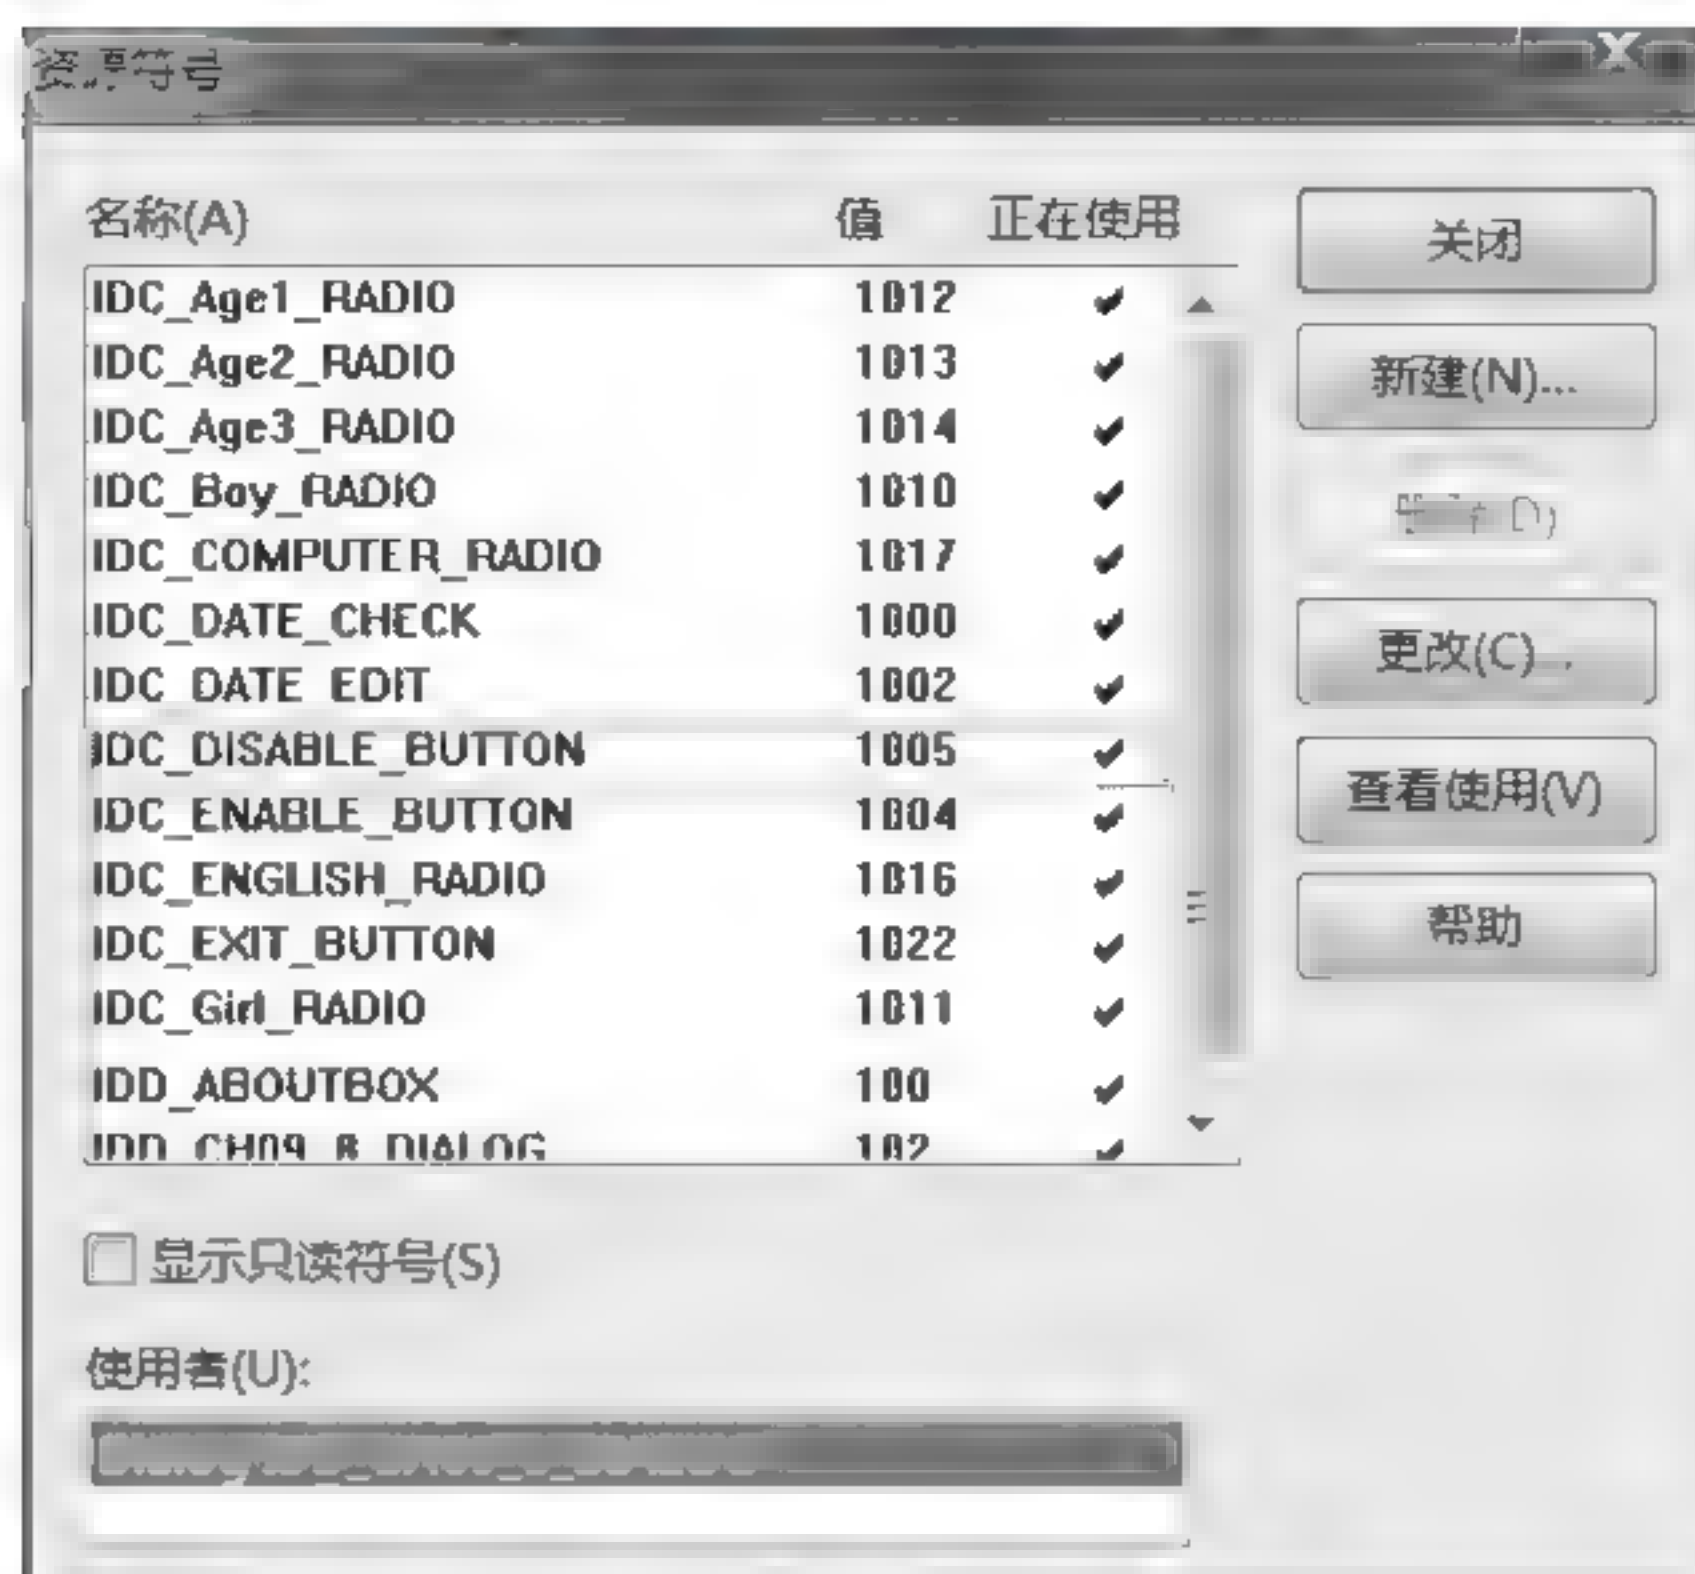 资源符号
名称(A) 值 正在使用
IDC_Age1_RADIO 1012
IDC_Age2_RADIO 1013
IDC_Age3_RADIO 1014
IDC_Boy_RADIO 1010
IDC_COMPUTER_RADIO 1017
IDC_DATE_CHECK 1000
IDC_DATE_EDIT 1002
IDC_DISABLE_BUTTON 1005
IDC_ENABLE_BUTTON 1004
IDC_ENGLISH_RADIO 1016
IDC_EXIT_BUTTON 1022
IDC_Girl_RADIO 1011
IDD_ABOUTBOX 100
IDD_CH09_8_DIALOG 102
关闭
新建(N)...
更改(C)...
查看使用(V)
帮助
显示只读符号(S)
使用者(U):